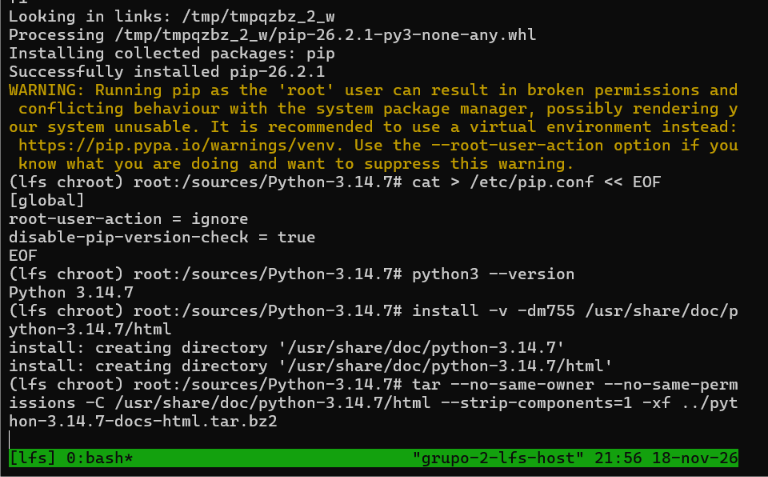 Looking in links: /tmp/tmpqzbz_2_w
Processing /tmp/tmpqzbz_2_w/pip-26.2.1-py3-none-any.whl
Installing collected packages: pip
Successfully installed pip-26.2.1
WARNING: Running pip as the 'root' user can result in broken permissions and
 conflicting behaviour with the system package manager, possibly rendering y
our system unusable. It is recommended to use a virtual environment instead:
 https://pip.pypa.io/warnings/venv. Use the --root-user-action option if you
 know what you are doing and want to suppress this warning.
(lfs chroot) root:/sources/Python-3.14.7# cat > /etc/pip.conf << EOF
[global]
root-user-action = ignore
disable-pip-version-check = true
EOF
(lfs chroot) root:/sources/Python-3.14.7# python3 --version
Python 3.14.7
(lfs chroot) root:/sources/Python-3.14.7# install -v -dm755 /usr/share/doc/p
ython-3.14.7/html
install: creating directory '/usr/share/doc/python-3.14.7'
install: creating directory '/usr/share/doc/python-3.14.7/html'
(lfs chroot) root:/sources/Python-3.14.7# tar --no-same-owner --no-same-perm
issions -C /usr/share/doc/python-3.14.7/html --strip-components=1 -xf ../pyt
hon-3.14.7-docs-html.tar.bz2
[lfs] 0:bash* "grupo-2-lfs-host" 21:56 18-nov-26